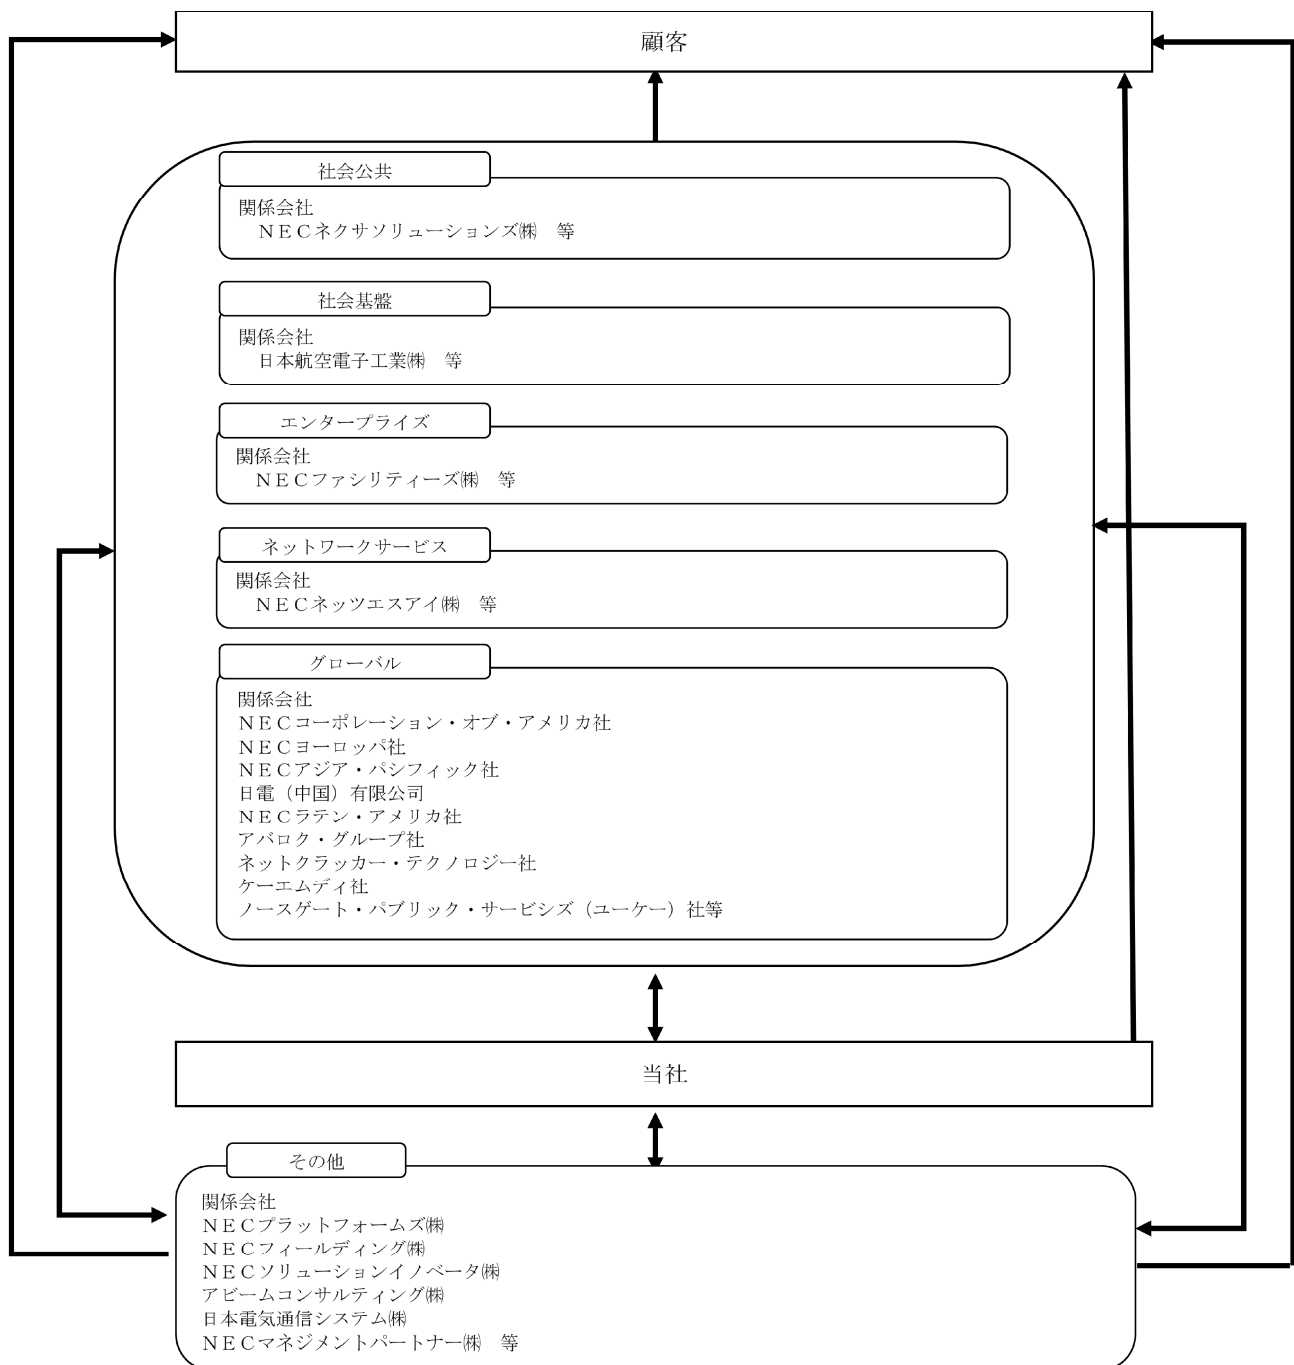 顧客
社会公共
関係会社
　ＮＥＣネクサソリューションズ㈱　等
社会基盤
関係会社
　日本航空電子工業㈱　等
エンタープライズ
関係会社
　ＮＥＣファシリティーズ㈱　等
ネットワークサービス
関係会社
　ＮＥＣネッツエスアイ㈱　等
グローバル
関係会社
ＮＥＣコーポレーション・オブ・アメリカ社
ＮＥＣヨーロッパ社
ＮＥＣアジア・パシフィック社
日電（中国）有限公司
ＮＥＣラテン・アメリカ社
アバロク・グループ社
ネットクラッカー・テクノロジー社
ケーエムディ社
ノースゲート・パブリック・サービシズ（ユーケー）社等
当社
その他
関係会社
ＮＥＣプラットフォームズ㈱
ＮＥＣフィールディング㈱
ＮＥＣソリューションイノベータ㈱
アビームコンサルティング㈱
日本電気通信システム㈱
ＮＥＣマネジメントパートナー㈱　等